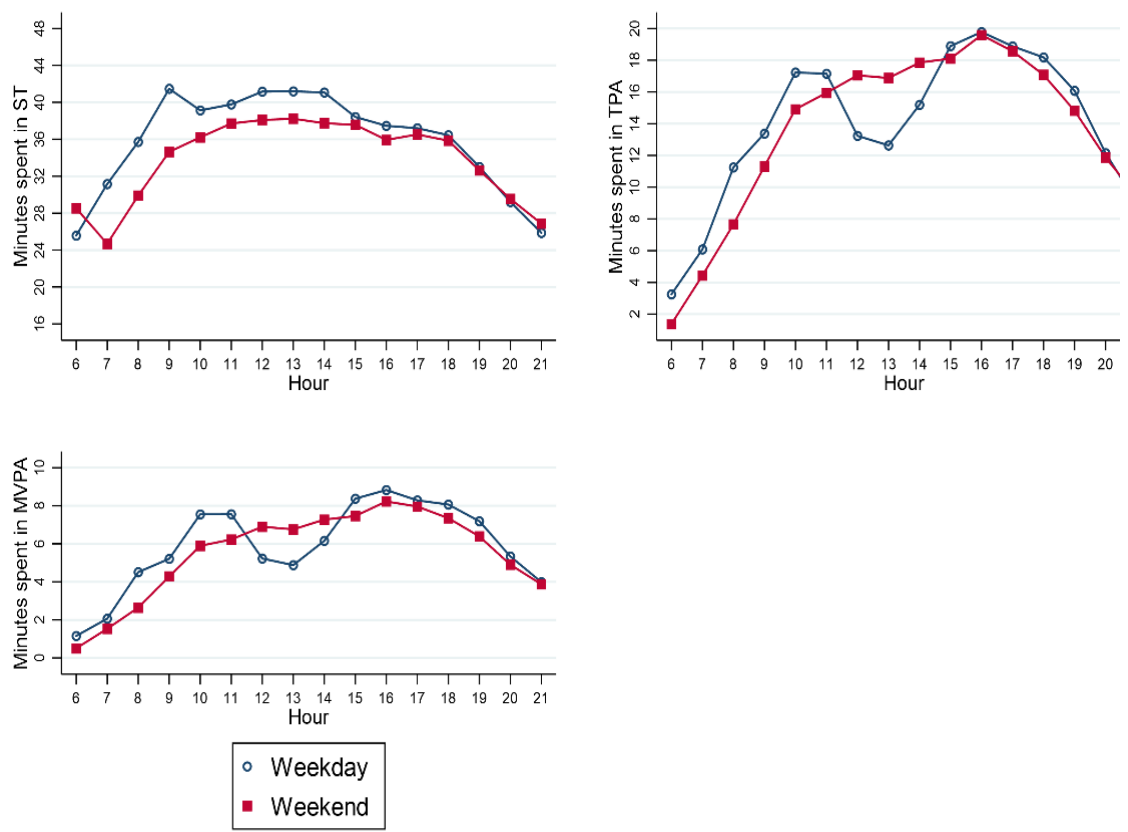 Minutes spent in ST
48
44
40
36
32
28
24
20
16
6 7 8 9 10 11 12 13 14 15 16 17 18 19 20 21
Hour
Minutes spent in TPA
20
18
16
14
12
10
8
6
4
2
6 7 8 9 10 11 12 13 14 15 16 17 18 19 20
Hour
Minutes spent in MVPA
10
8
6
4
2
0
6 7 8 9 10 11 12 13 14 15 16 17 18 19 20 21
Hour
Weekday
Weekend